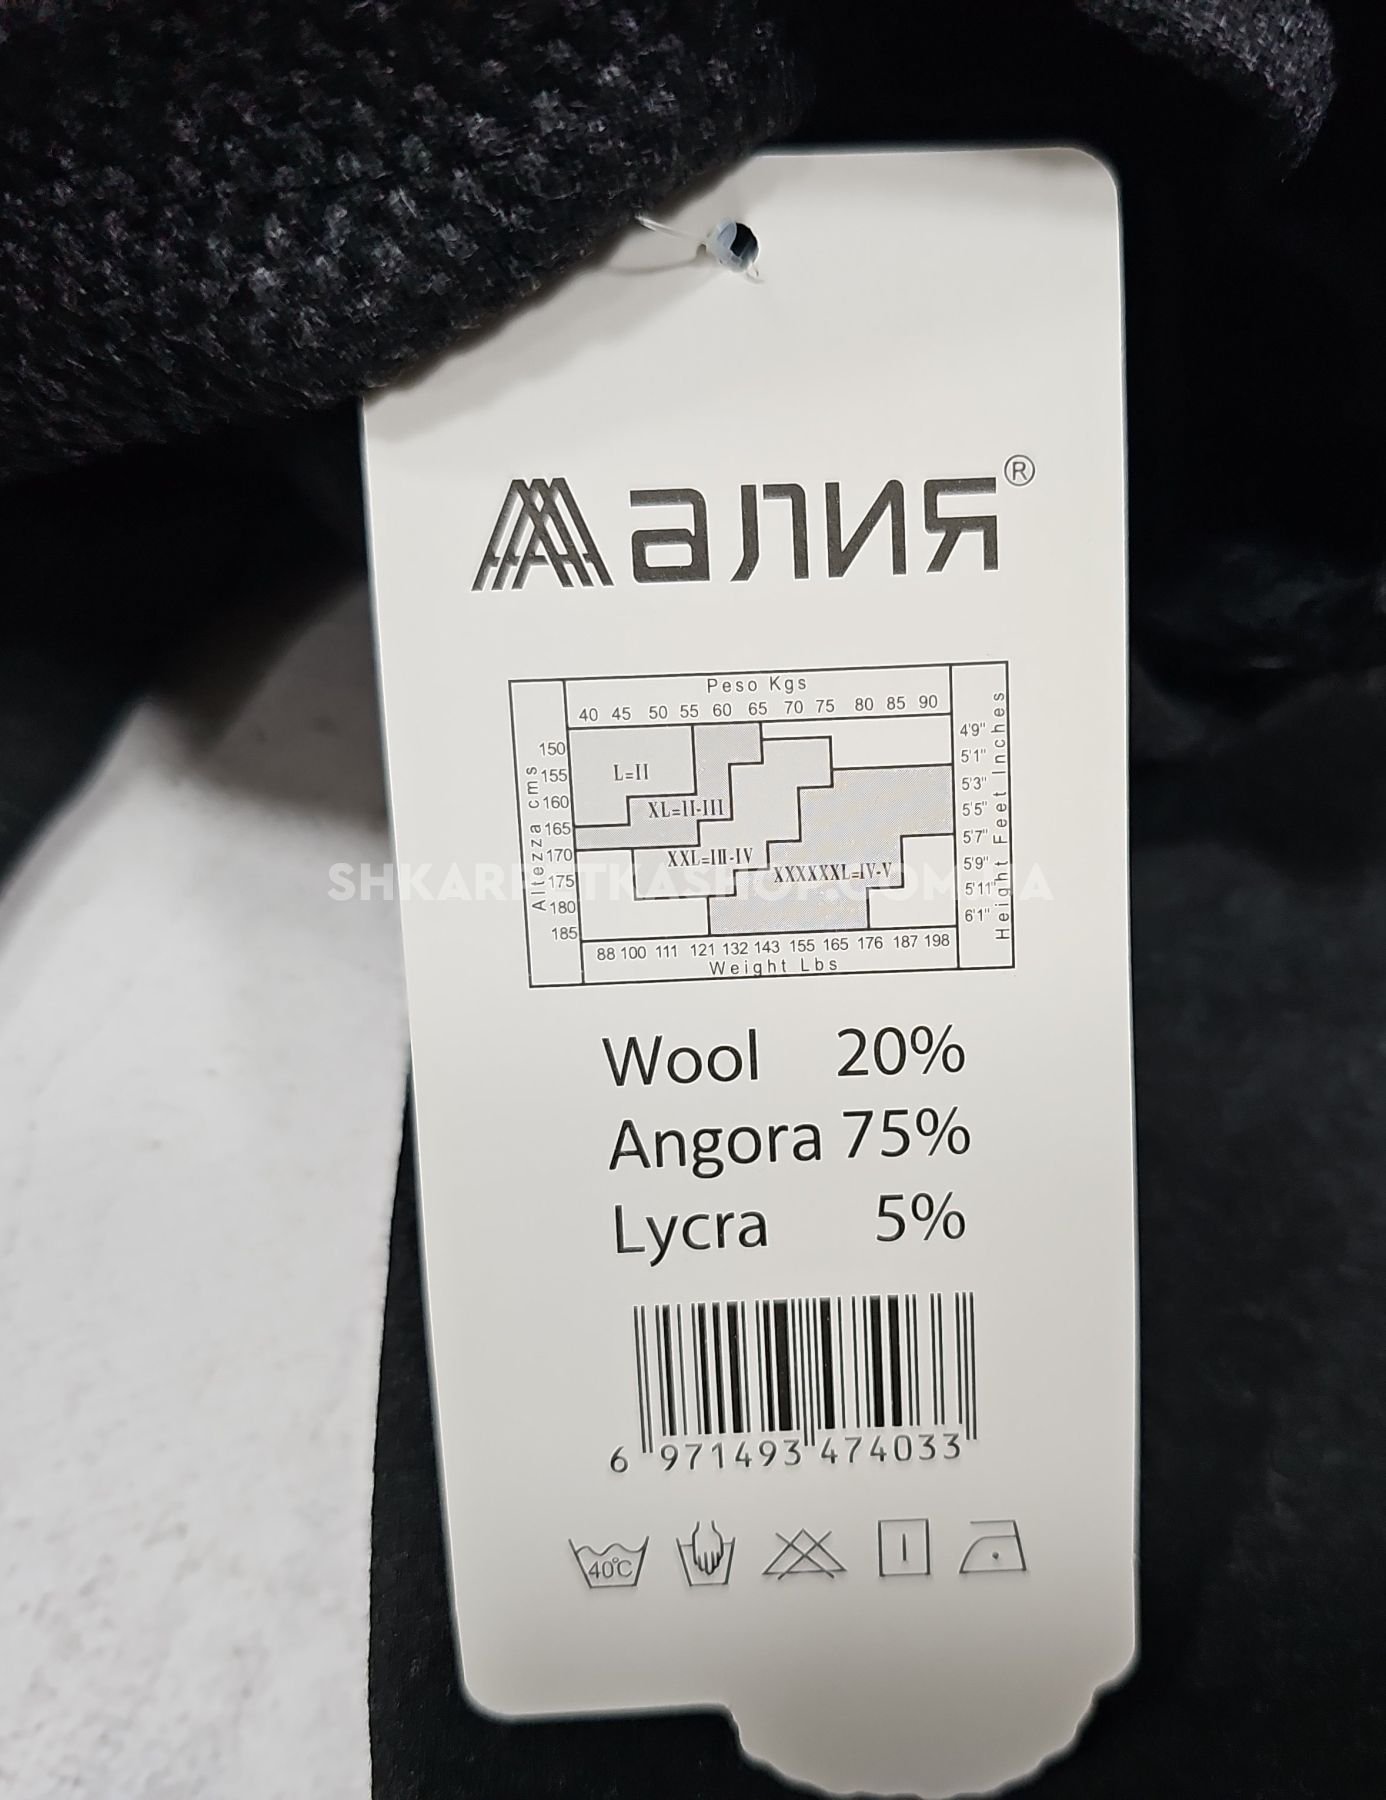 Алия®
Peso Kgs
40 45 50 55 60 65 70 75 80 85 90
Altezza cms
150
155
160
165
170
175
180
185
L=II
XL=II-III
XXL=III-IV
XXXXXXL=IV-V
4'9"
5'1"
5'3"
5'5"
5'7"
5'9"
5'11"
6'1"
Height Feet Inches
88 100 111 121 132 143 155 165 176 187 198
Weight Lbs
SHKARPETKASHOP.COM.UA
Wool 20%
Angora 75%
Lycra 5%
6 971493 474033
40°C